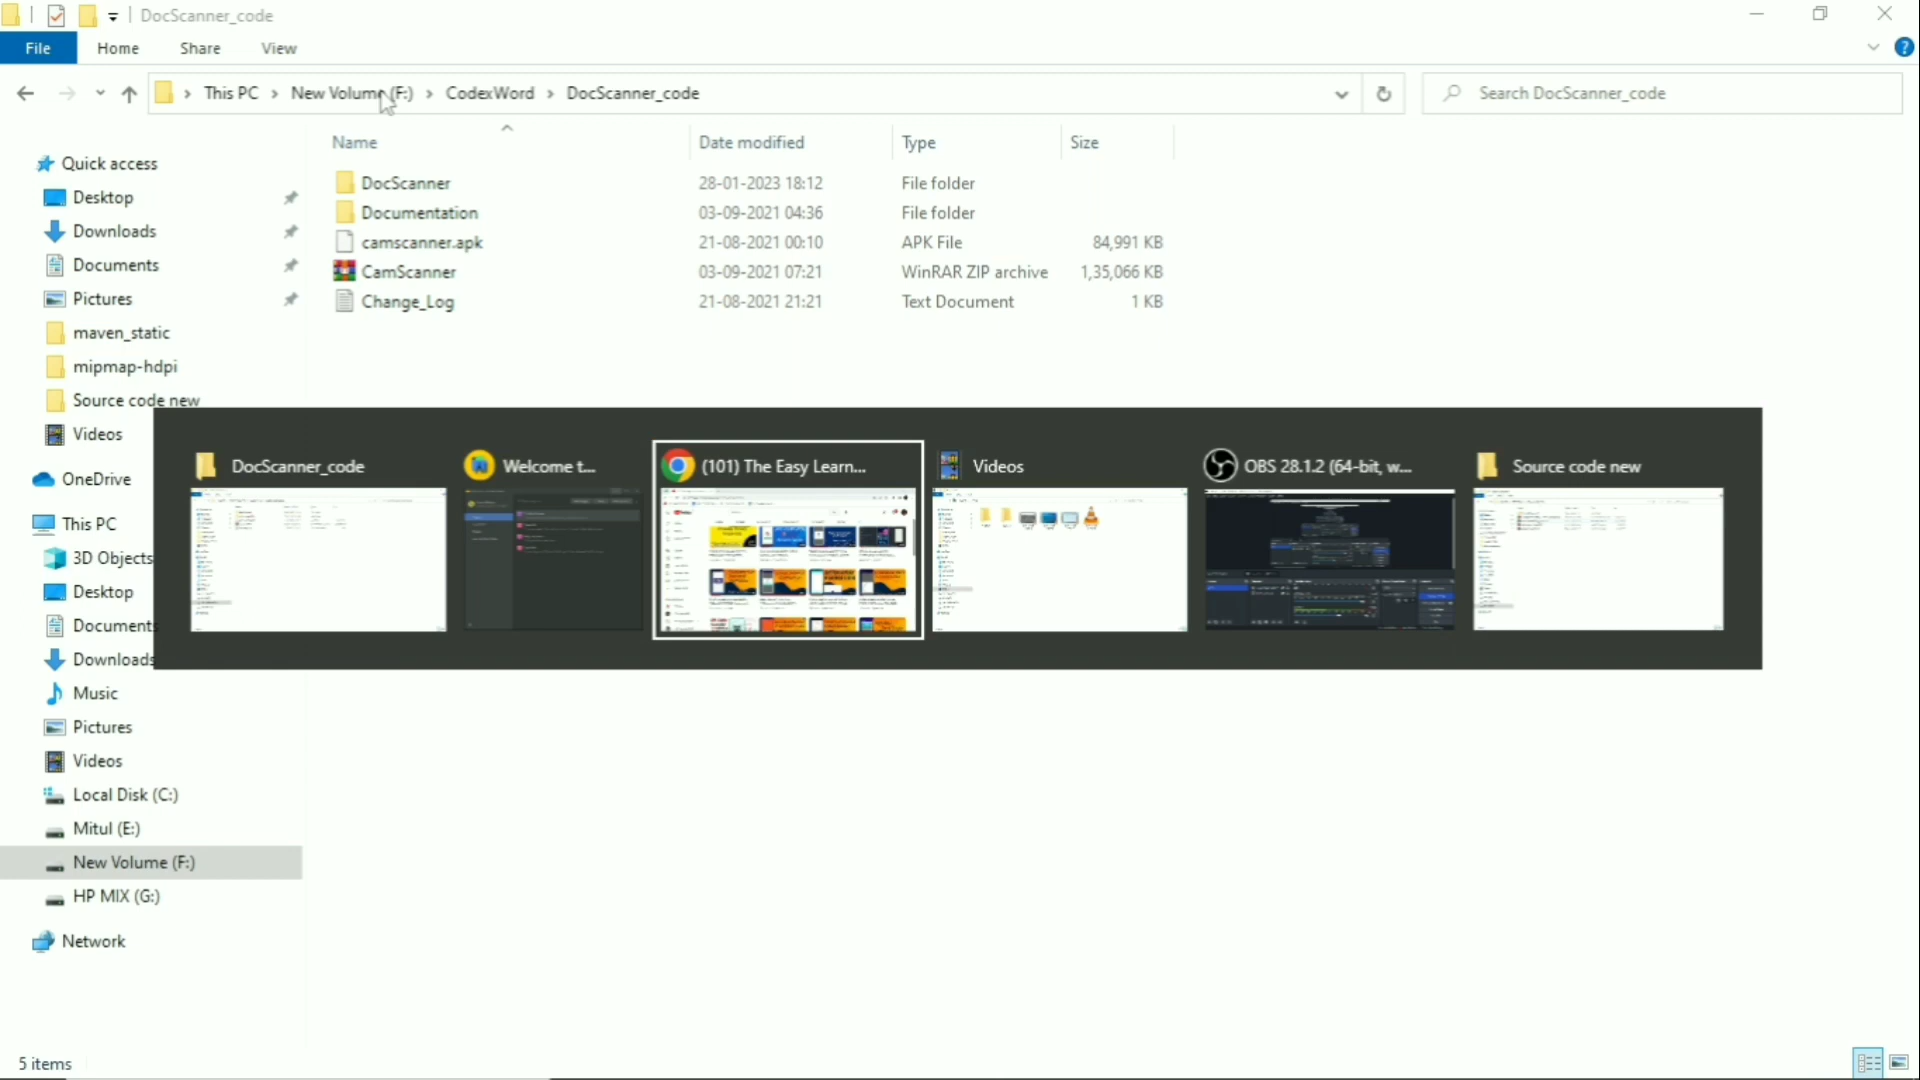 DocScanner_code
File Home Share View
This PC New Volume (F:) CodexWord DocScanner_code
Search DocScanner_code
Name Date modified Type Size
DocScanner 28-01-2023 18:12 File folder
Documentation 03-09-2021 04:36 File folder
camscanner.apk 21-08-2021 00:10 APK File 84,991 KB
CamScanner 03-09-2021 07:21 WinRAR ZIP archive 1,35,066 KB
Change_Log 21-08-2021 21:21 Text Document 1 KB
Quick access
Desktop
Downloads
Documents
Pictures
maven_static
mipmap-hdpi
Source code new
Videos
OneDrive
This PC
3D Objects
Desktop
Documents
Downloads
Music
Pictures
Videos
Local Disk (C:)
Mitul (E:)
New Volume (F:)
HP MIX (G:)
Network
DocScanner_code
Welcome t...
(101) The Easy Learn...
Videos
OBS 28.1.2 (64-bit, w...
Source code new
5 items